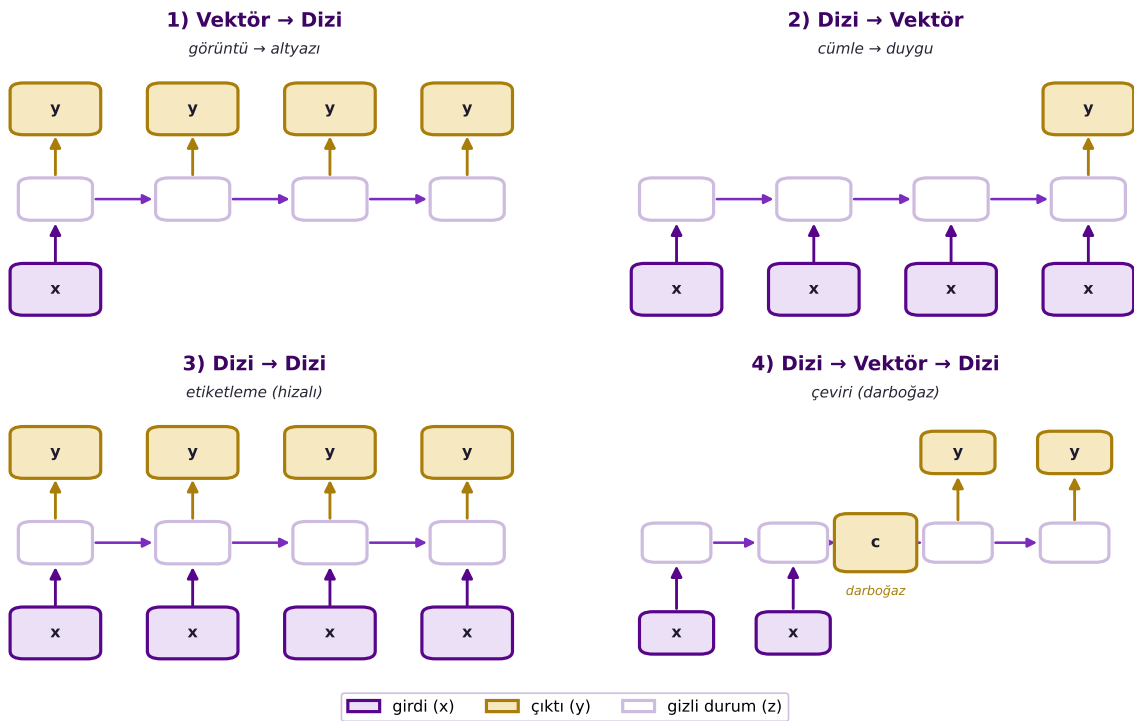 1) Vektör → Dizi
görüntü → altyazı
y y y y
x
2) Dizi → Vektör
cümle → duygu
y
x x x x
3) Dizi → Dizi
etiketleme (hizalı)
y y y y
x x x x
4) Dizi → Vektör → Dizi
çeviri (darboğaz)
y y
c
darboğaz
x x
girdi (x) çıktı (y) gizli durum (z)